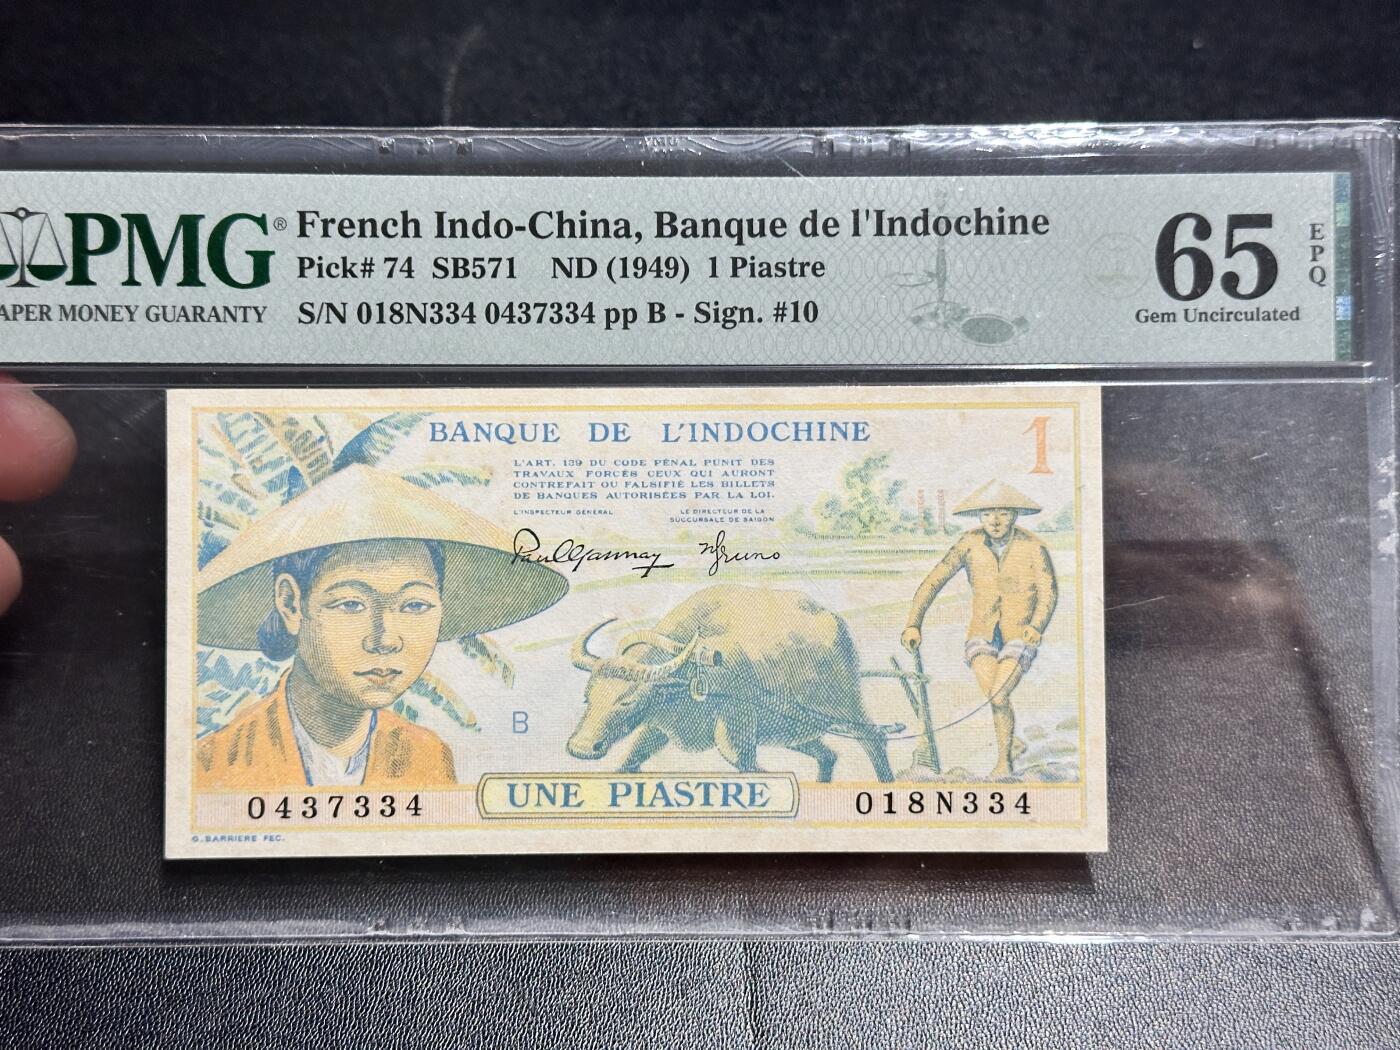 PMG®
PAPER MONEY GUARANTY
French Indo-China, Banque de l'Indochine
Pick# 74 SB571 ND (1949) 1 Piastre
S/N 018N334 0437334 pp B - Sign. #10
65
EPQ
Gem Uncirculated
BANQUE DE L'INDOCHINE
1
L'ART. 139 DU CODE PÉNAL PUNIT DES
TRAVAUX FORCÉS CEUX QUI AURONT
CONTREFAIT OU FALSIFIÉ LES BILLETS
DE BANQUES AUTORISÉES PAR LA LOI.
L'INSPECTEUR GÉNÉRAL
LE DIRECTEUR DE LA
SUCCURSALE DE SAIGON
Paul Gannay
B
0437334
UNE PIASTRE
018N334
G. BARRIERE FEC.